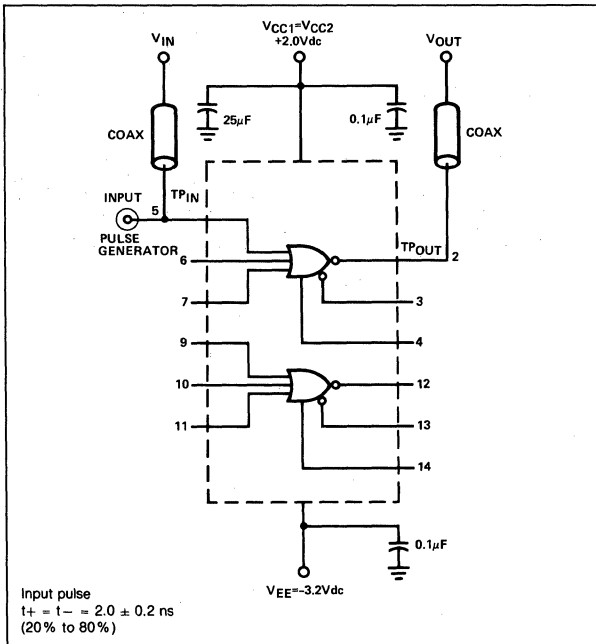 VCC1=VCC2
+2.0Vdc
VIN
VOUT
25µF
0.1µF
COAX
COAX
TPIN
INPUT
5
PULSE
GENERATOR
TPOUT
2
6
3
7
4
9
12
10
13
11
14
0.1µF
VEE=-3.2Vdc
Input pulse
t+ = t− = 2.0 ± 0.2 ns
(20% to 80%)